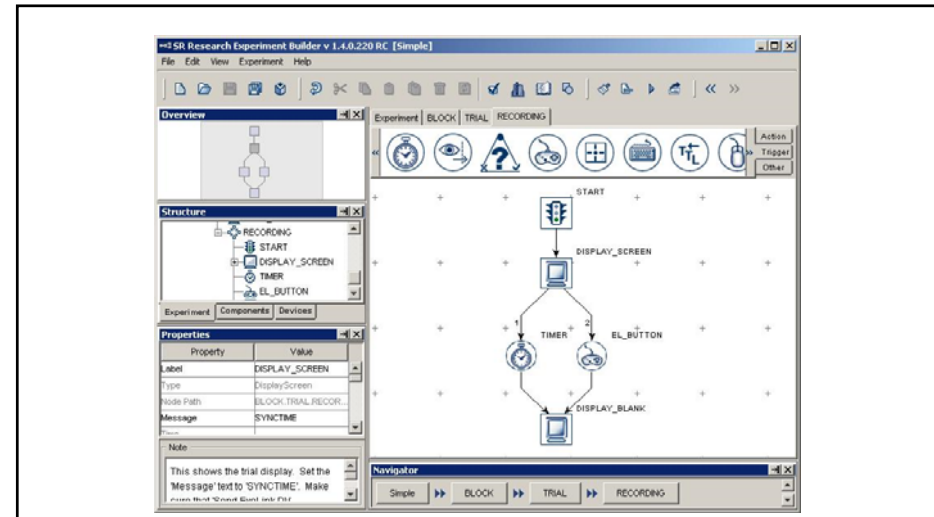 SR Research Experiment Builder v 1.4.0.220 RC [Simple]
File Edit View Experiment Help
Overview
Experiment BLOCK TRIAL RECORDING
Action
Trigger
Other
TTL
START
DISPLAY_SCREEN
1
2
TIMER
EL_BUTTON
DISPLAY_BLANK
Structure
RECORDING
START
DISPLAY_SCREEN
TIMER
EL_BUTTON
Experiment Components Devices
Properties
Property Value
Label DISPLAY_SCREEN
Type DisplayScreen
Node Path BLOCK.TRIAL.RECOR...
Message SYNCTIME
Note
This shows the trial display. Set the
'Message' text to 'SYNCTIME'. Make
Navigator
Simple BLOCK TRIAL RECORDING